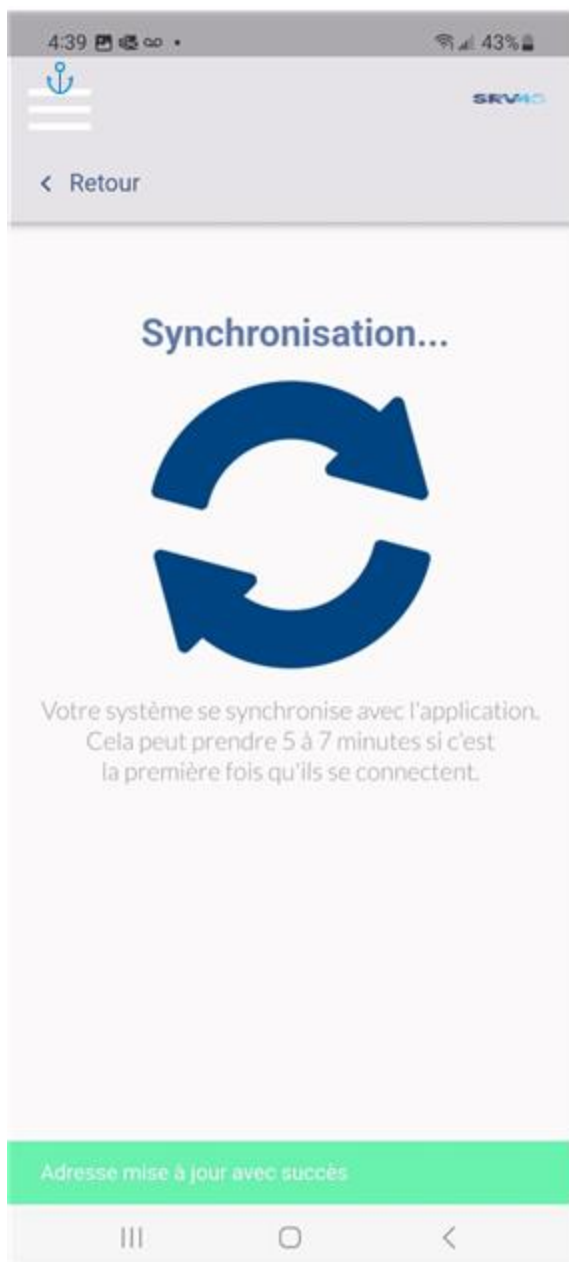 4:39
43%
Retour
Synchronisation...
Votre système se synchronise avec l'application.
Cela peut prendre 5 à 7 minutes si c'est
la première fois qu'ils se connectent.
Adresse mise à jour avec succès